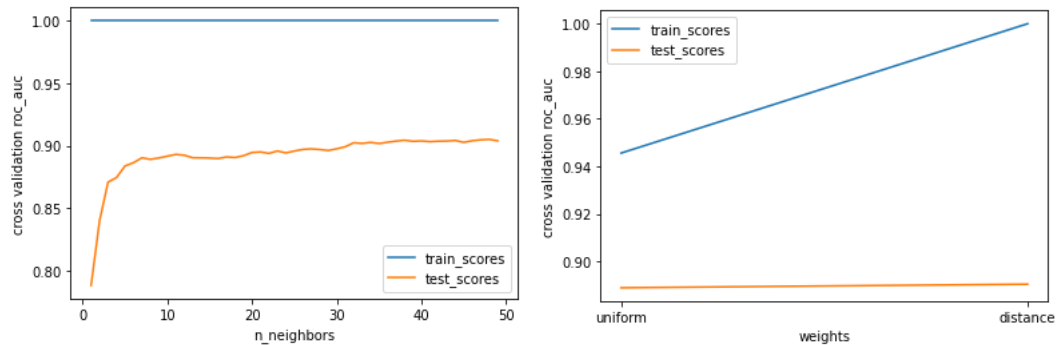 cross validation roc_auc
1.00
0.95
0.90
0.85
0.80
0 10 20 30 40 50
n_neighbors
train_scores
test_scores
cross validation roc_auc
1.00
0.98
0.96
0.94
0.92
0.90
uniform distance
weights
train_scores
test_scores